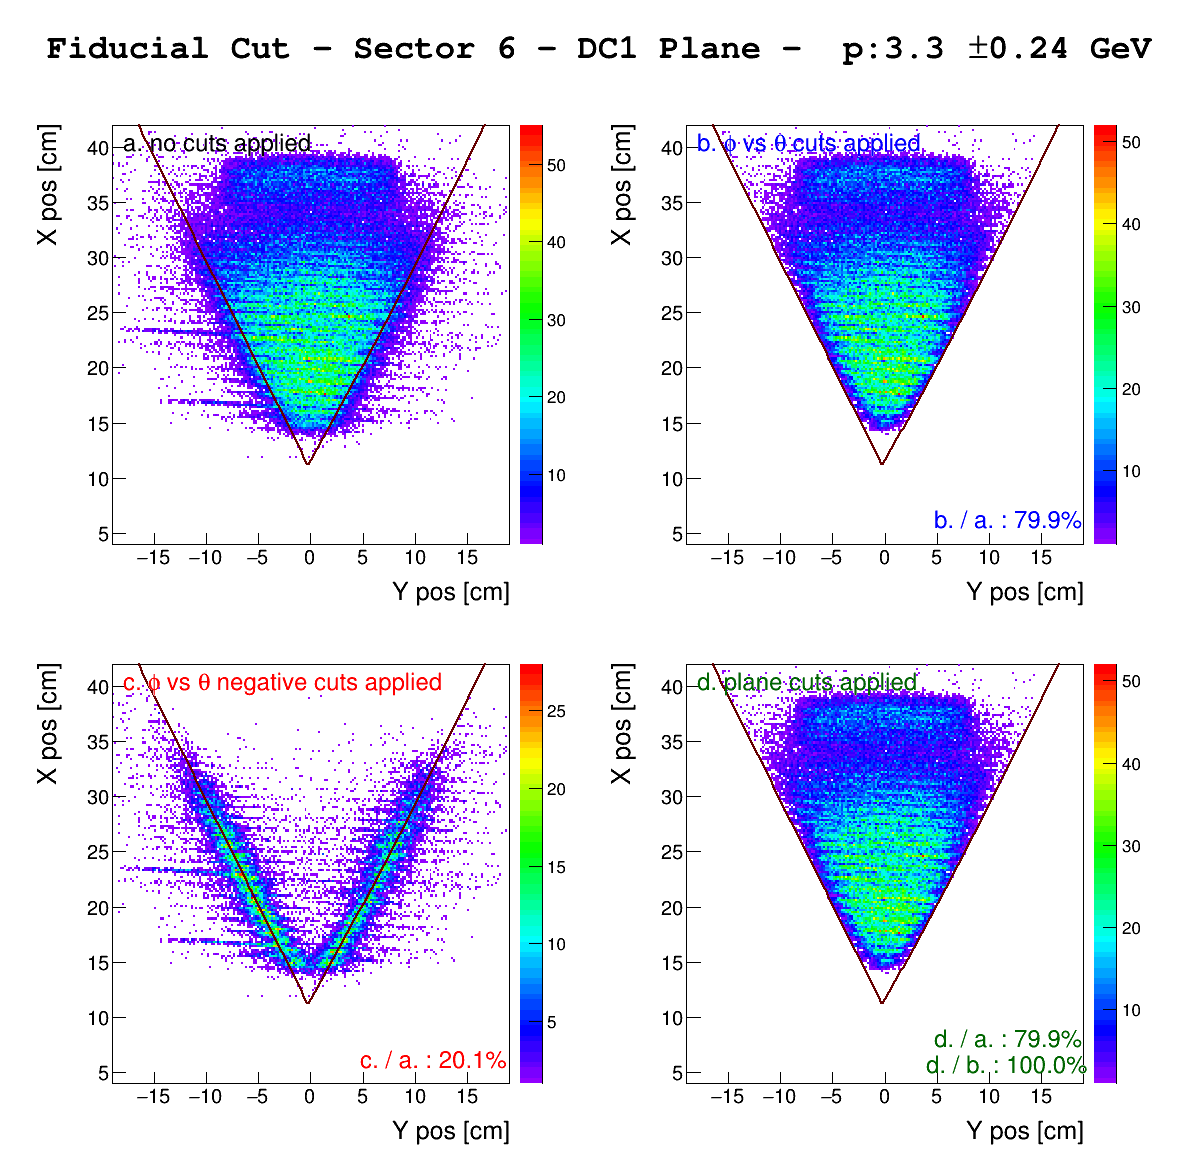 Fiducial Cut – Sector 6 – DC1 Plane –  p:3.3 ±0.24 GeV
X pos [cm]
a. no cuts applied
40
35
30
25
20
15
10
5
−15 −10 −5 0 5 10 15
Y pos [cm]
50
40
30
20
10
X pos [cm]
b. ϕ vs θ cuts applied
40
35
30
25
20
15
10
5
b. / a. : 79.9%
−15 −10 −5 0 5 10 15
Y pos [cm]
50
40
30
20
10
X pos [cm]
c. ϕ vs θ negative cuts applied
40
35
30
25
20
15
10
5
c. / a. : 20.1%
−15 −10 −5 0 5 10 15
Y pos [cm]
25
20
15
10
5
X pos [cm]
d. plane cuts applied
40
35
30
25
20
15
10
5
d. / a. : 79.9%
d. / b. : 100.0%
−15 −10 −5 0 5 10 15
Y pos [cm]
50
40
30
20
10